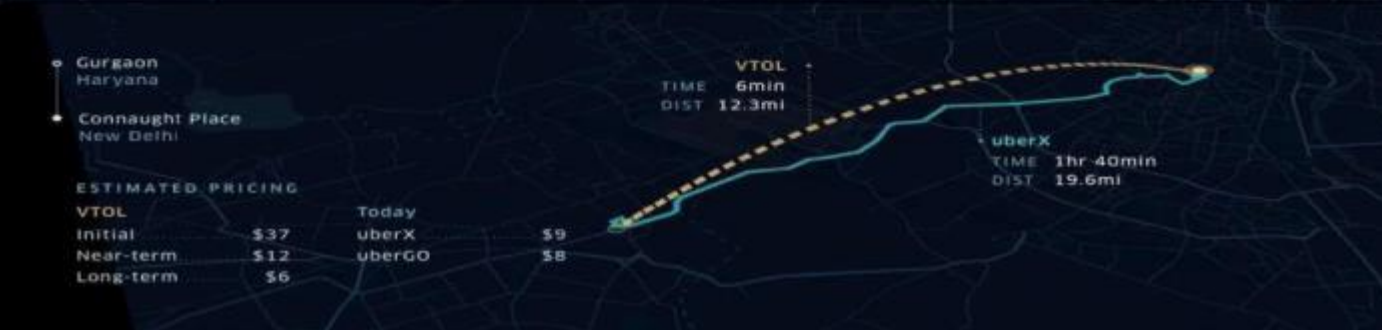 Gurgaon
Haryana
Connaught Place
New Delhi
ESTIMATED PRICING
VTOL
Initial $37
Near-term $12
Long-term $6
Today
uberX $9
uberGO $8
VTOL
TIME 6min
DIST 12.3mi
uberX
TIME 1hr 40min
DIST 19.6mi